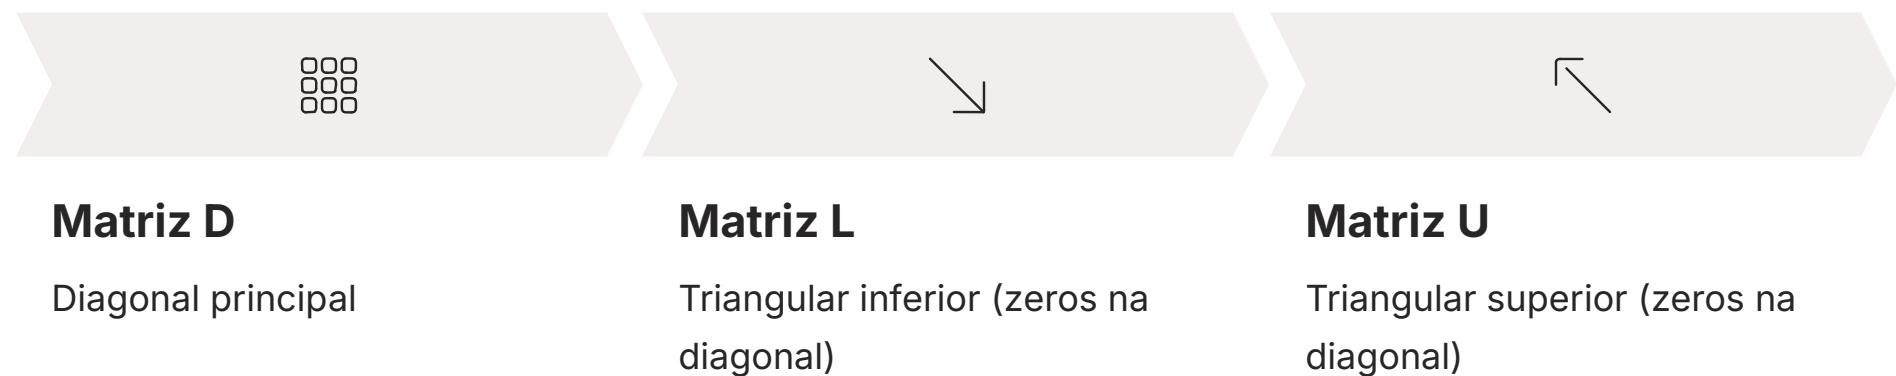 Matriz D
Diagonal principal
Matriz L
Triangular inferior (zeros na
diagonal)
Matriz U
Triangular superior (zeros na
diagonal)